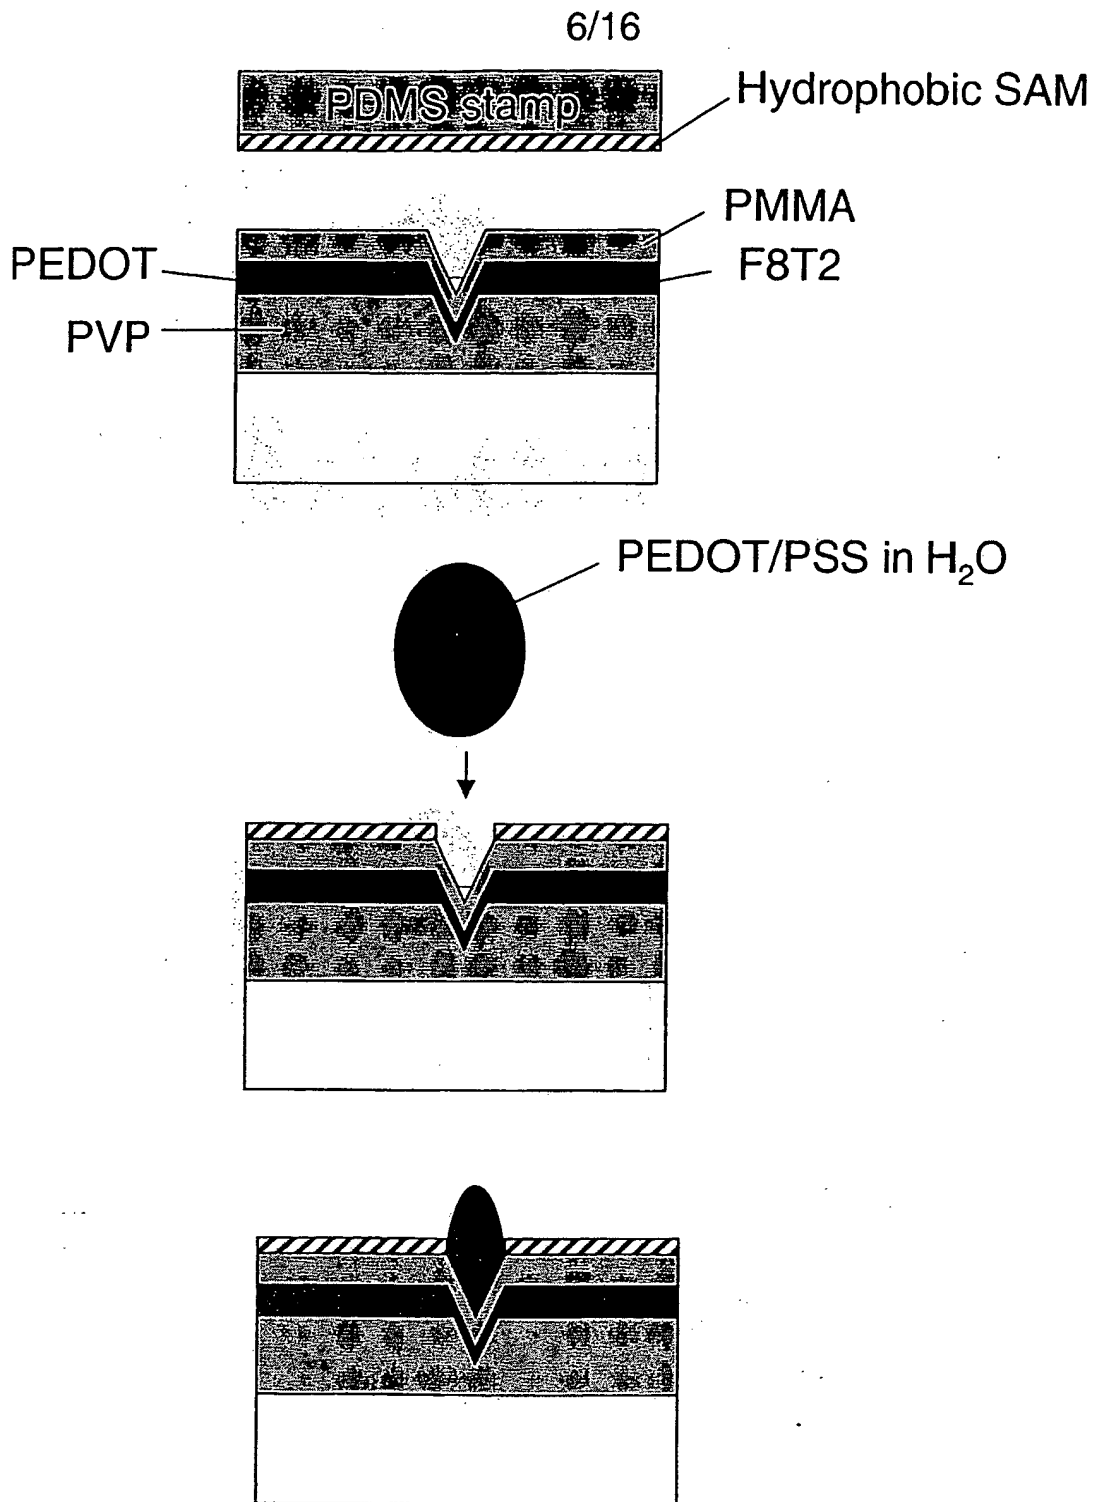 6/16
PDMS stamp
Hydrophobic SAM
PMMA
PEDOT
F8T2
PVP
PEDOT/PSS in H₂O